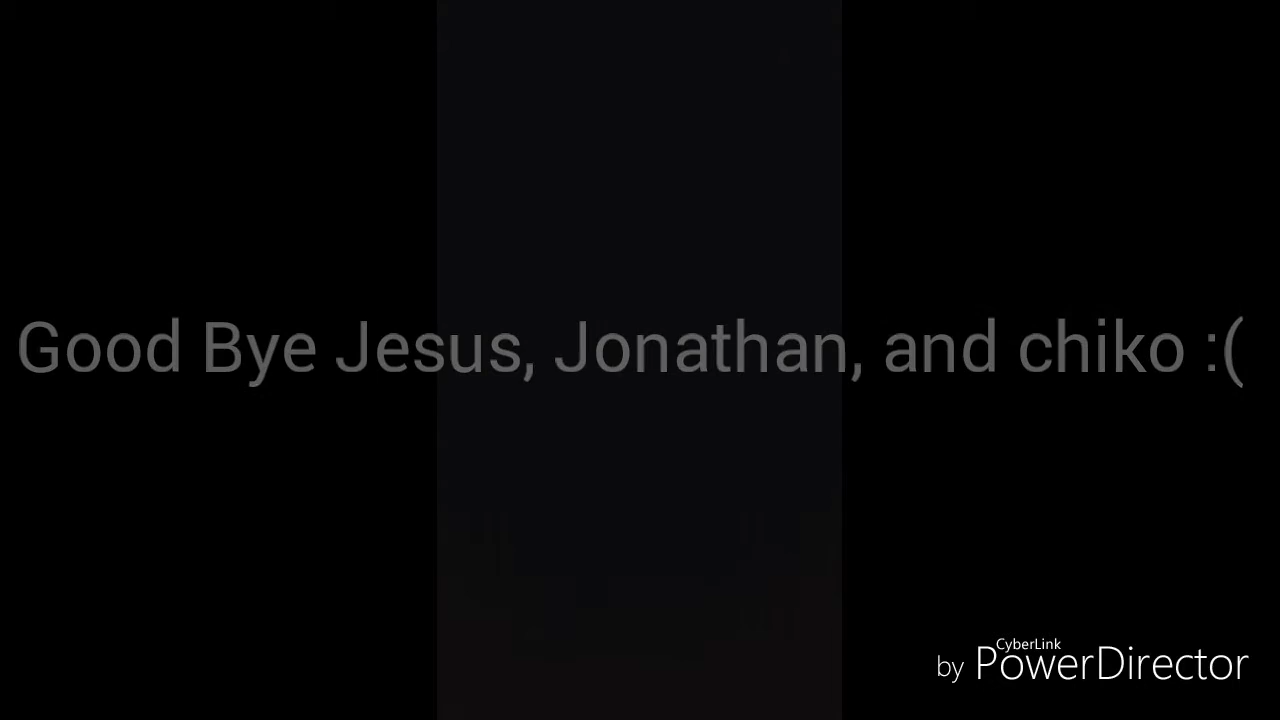 Good Bye Jesus, Jonathan, and chiko :(
CyberLink
by PowerDirector